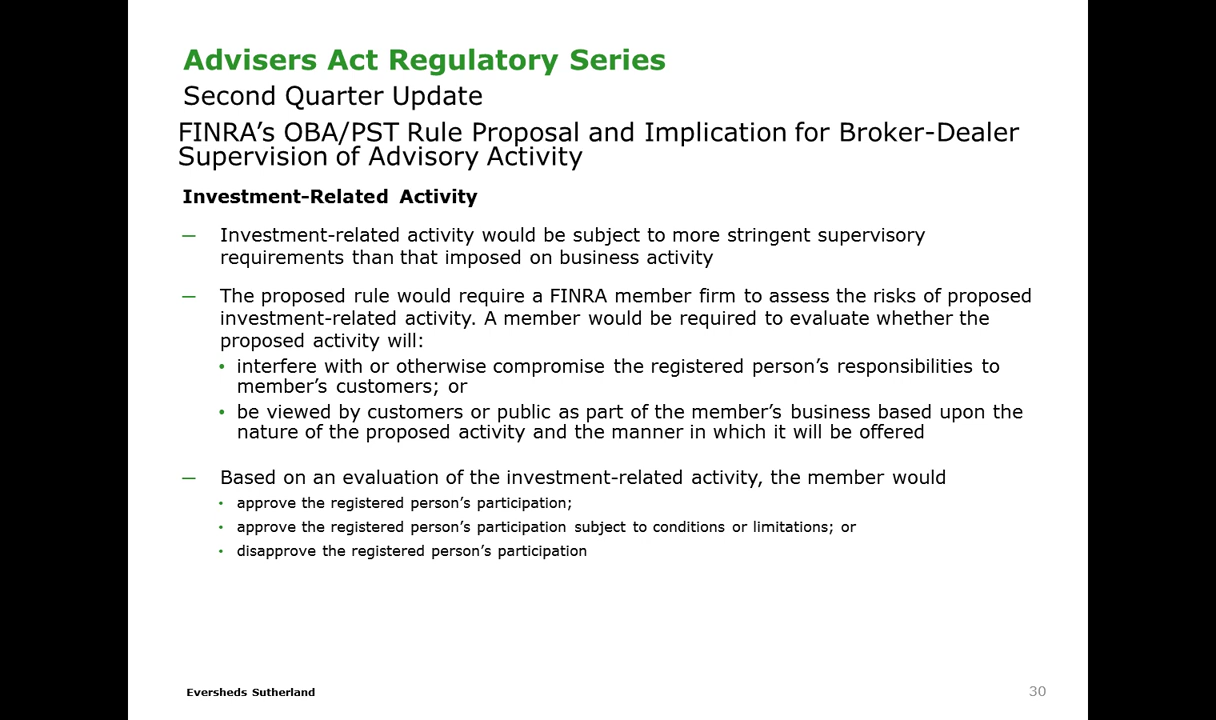 Advisers Act Regulatory Series
Second Quarter Update
FINRA’s OBA/PST Rule Proposal and Implication for Broker-Dealer
Supervision of Advisory Activity
Investment-Related Activity
— Investment-related activity would be subject to more stringent supervisory
requirements than that imposed on business activity
— The proposed rule would require a FINRA member firm to assess the risks of proposed
investment-related activity. A member would be required to evaluate whether the
proposed activity will:
• interfere with or otherwise compromise the registered person’s responsibilities to
member’s customers; or
• be viewed by customers or public as part of the member’s business based upon the
nature of the proposed activity and the manner in which it will be offered
— Based on an evaluation of the investment-related activity, the member would
• approve the registered person’s participation;
• approve the registered person’s participation subject to conditions or limitations; or
• disapprove the registered person’s participation
Eversheds Sutherland
30